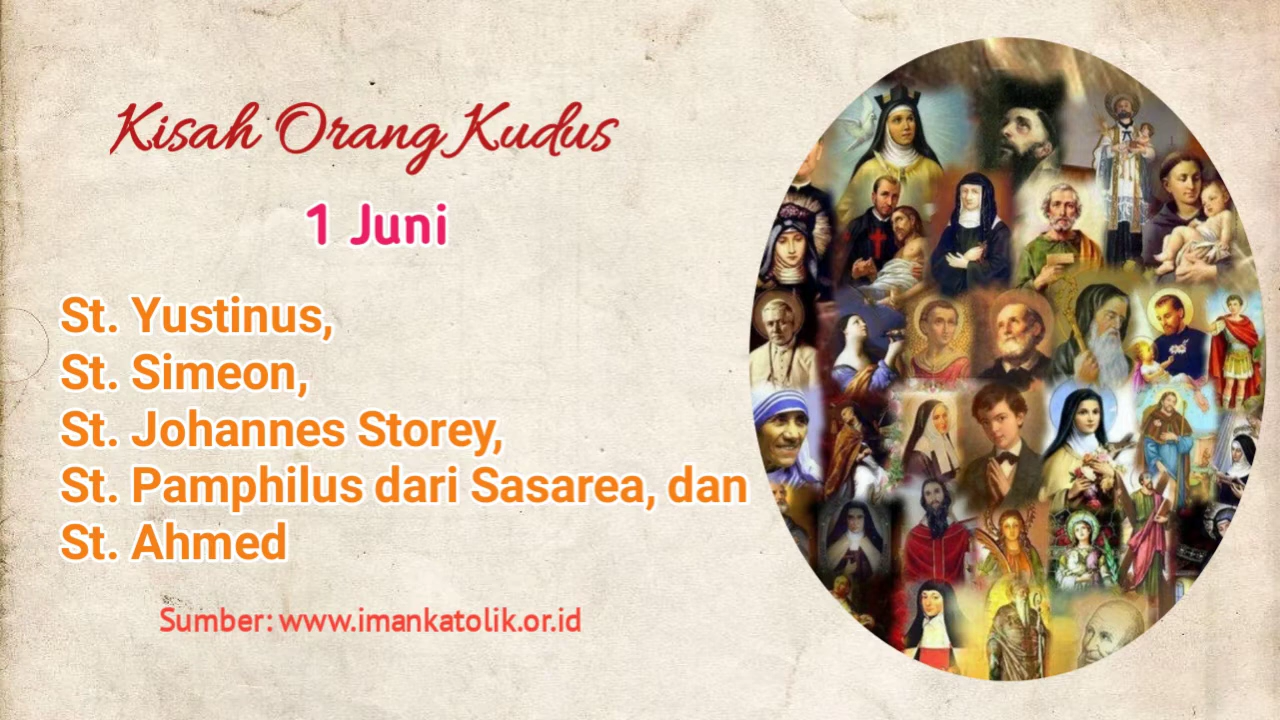 Kisah Orang Kudus
1 Juni
St. Yustinus,
St. Simeon,
St. Johannes Storey,
St. Pamphilus dari Sasarea, dan
St. Ahmed
Sumber: www.imankatolik.or.id